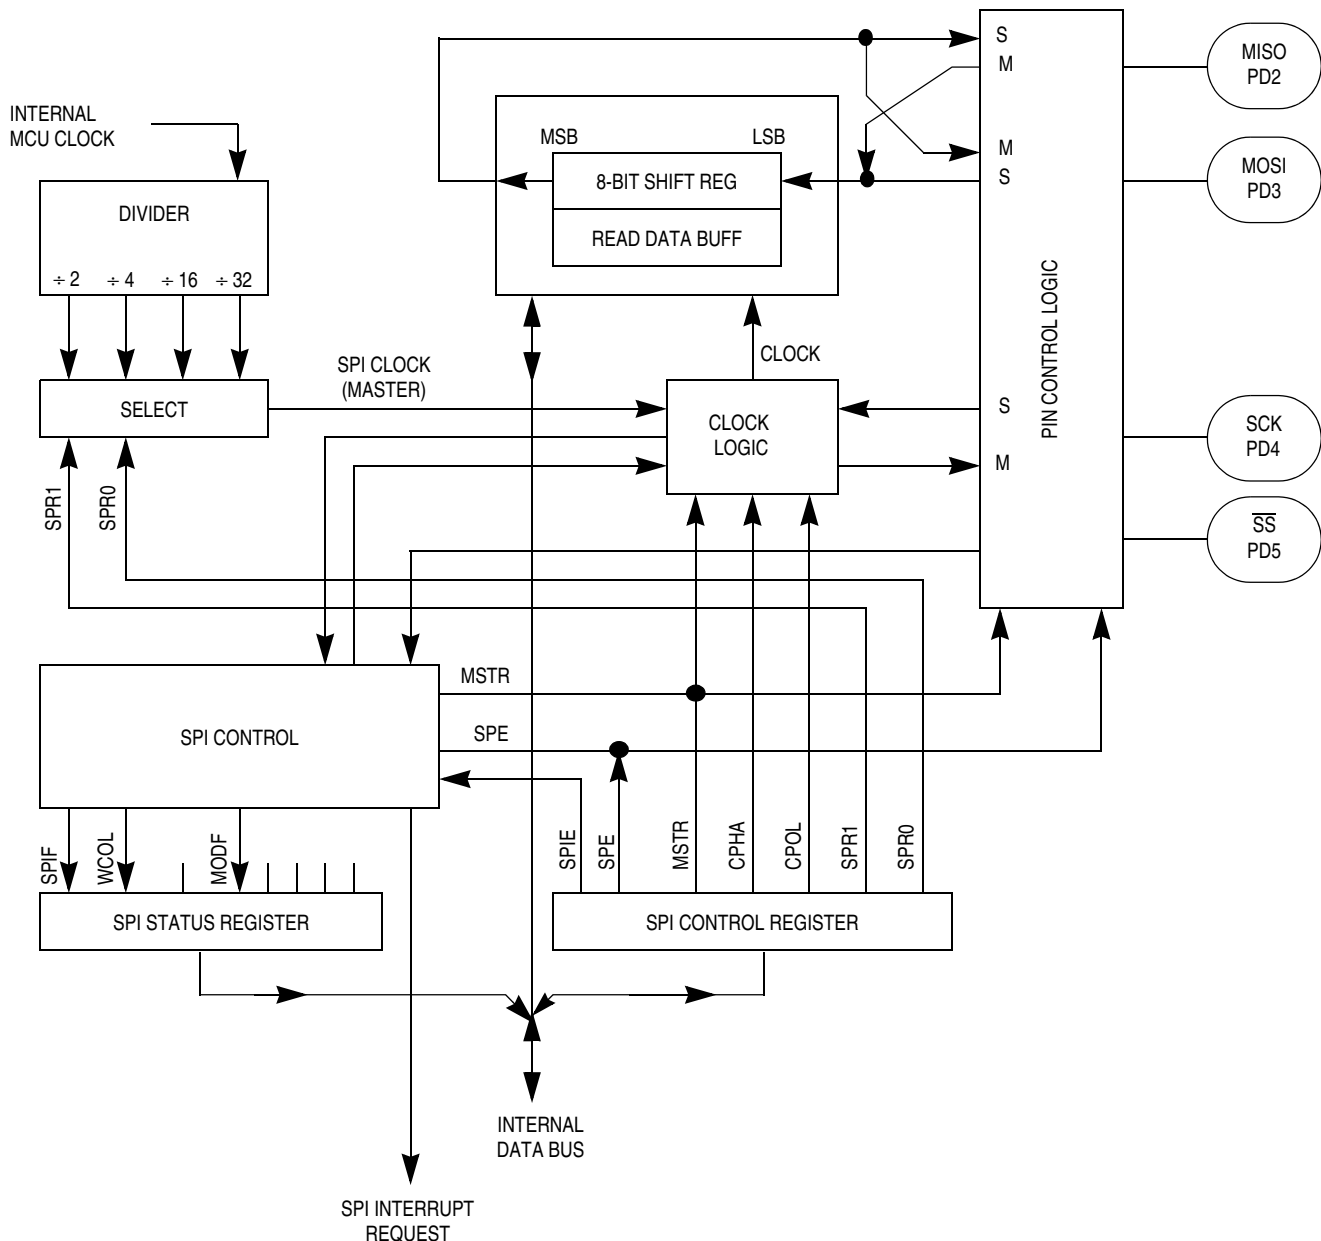 INTERNAL
MCU CLOCK
DIVIDER
÷ 2 ÷ 4 ÷ 16 ÷ 32
SELECT
SPR1
SPR0
SPI CLOCK
(MASTER)
MSB LSB
8-BIT SHIFT REG
READ DATA BUFF
CLOCK
CLOCK
LOGIC
S
M
M
S
S
M
PIN CONTROL LOGIC
MISO
PD2
MOSI
PD3
SCK
PD4
SS
PD5
MSTR
SPE
SPI CONTROL
SPIF
WCOL
MODF
SPI STATUS REGISTER
SPIE
SPE
MSTR
CPHA
CPOL
SPR1
SPR0
SPI CONTROL REGISTER
INTERNAL
DATA BUS
SPI INTERRUPT
REQUEST